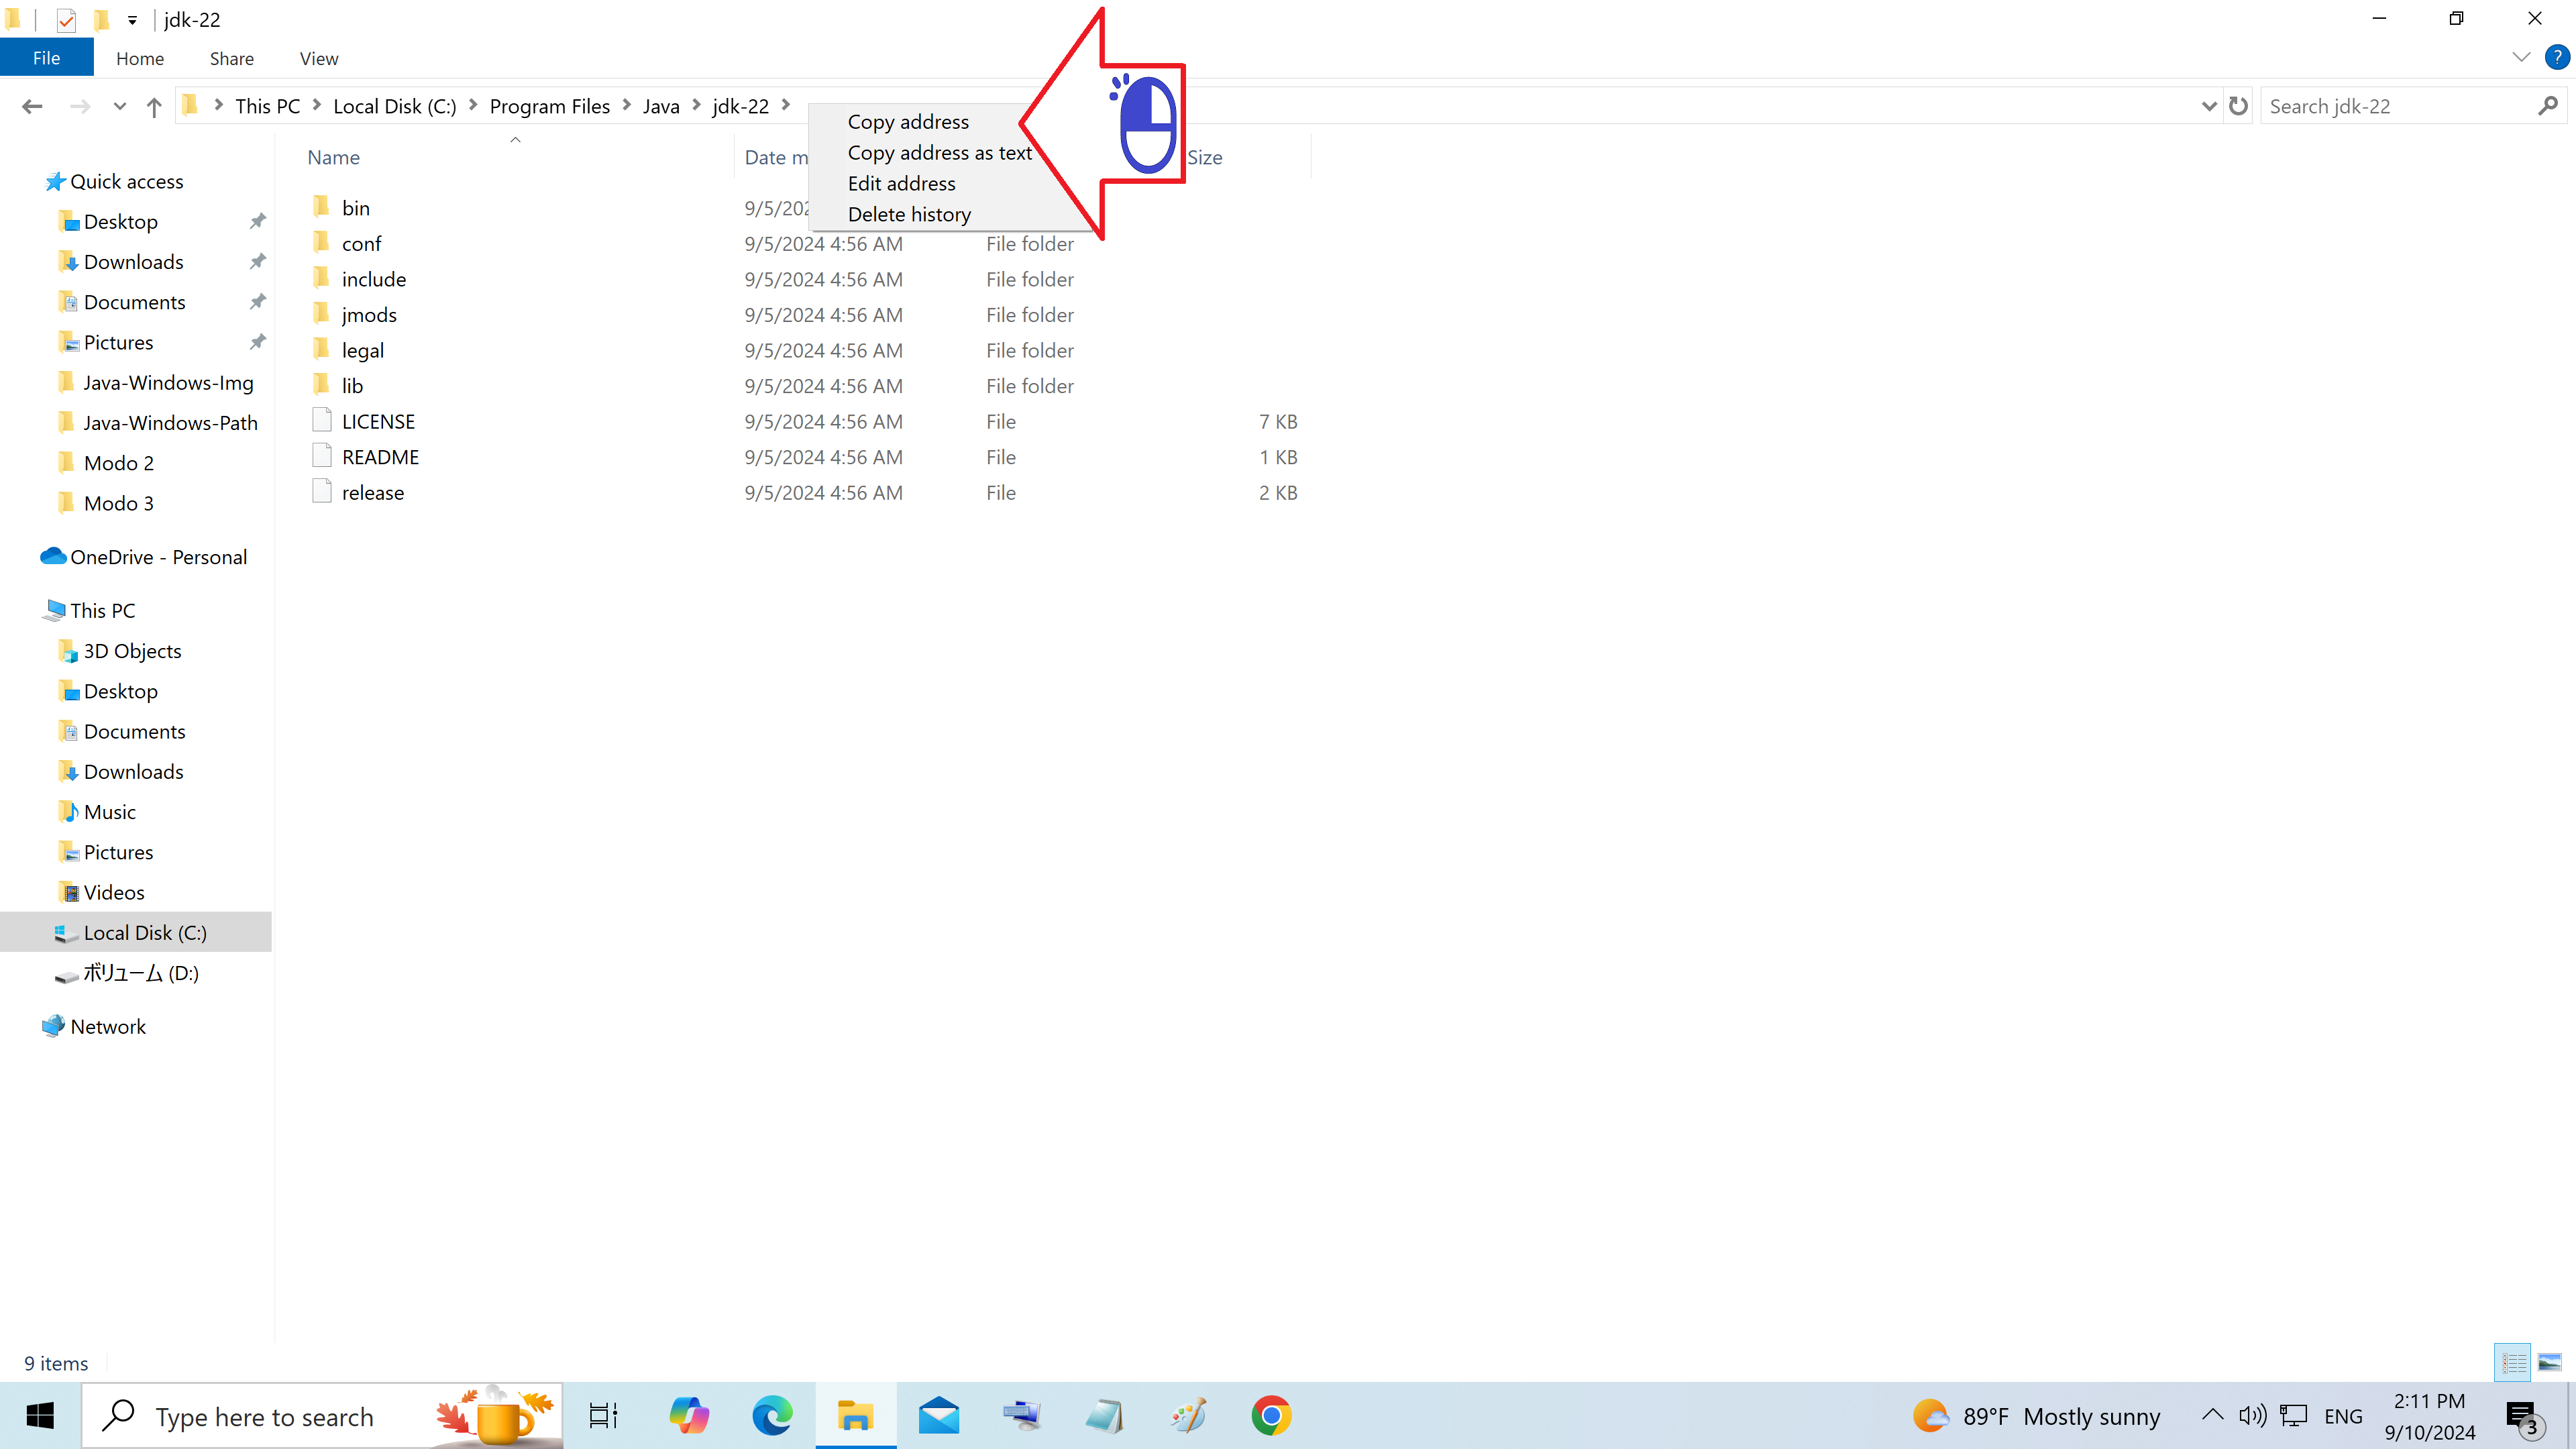 jdk-22
File Home Share View
This PC Local Disk (C:) Program Files Java jdk-22
Search jdk-22
Copy address
Copy address as text
Edit address
Delete history
Name Date m Size
Quick access
Desktop
Downloads
Documents
Pictures
Java-Windows-Img
Java-Windows-Path
Modo 2
Modo 3
OneDrive - Personal
This PC
3D Objects
Desktop
Documents
Downloads
Music
Pictures
Videos
Local Disk (C:)
ボリューム (D:)
Network
bin 9/5/202
conf 9/5/2024 4:56 AM File folder
include 9/5/2024 4:56 AM File folder
jmods 9/5/2024 4:56 AM File folder
legal 9/5/2024 4:56 AM File folder
lib 9/5/2024 4:56 AM File folder
LICENSE 9/5/2024 4:56 AM File 7 KB
README 9/5/2024 4:56 AM File 1 KB
release 9/5/2024 4:56 AM File 2 KB
9 items
Type here to search
89°F Mostly sunny
ENG
2:11 PM
9/10/2024
3